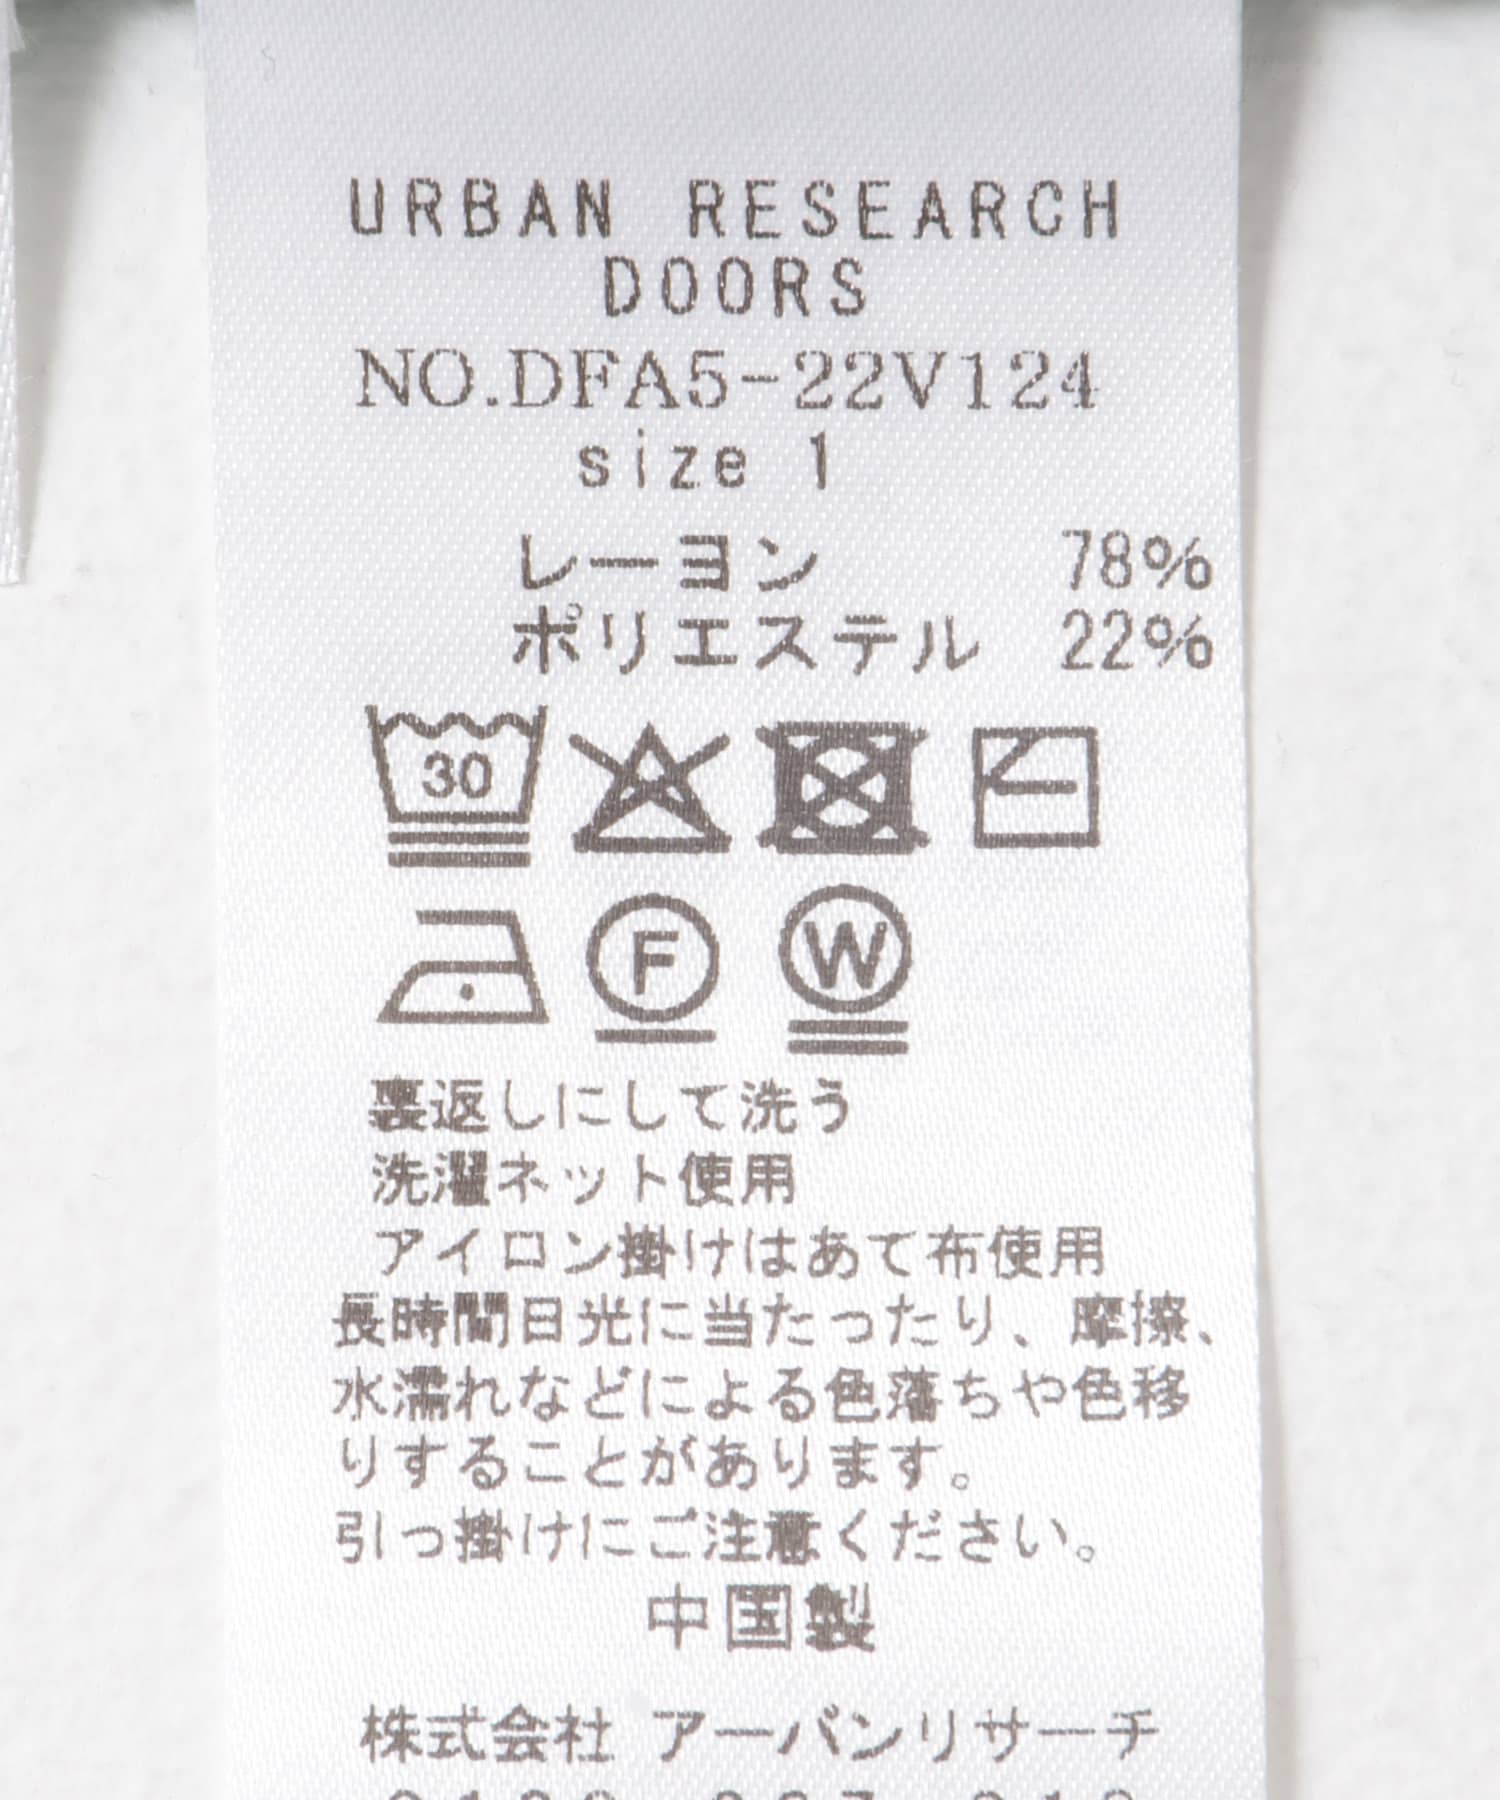 URBAN RESEARCH
DOORS
NO.DFA5-22V124
size 1
レーヨン 78%
ポリエステル 22%
30
F W
裏返しにして洗う
洗濯ネット使用
アイロン掛けはあて布使用
長時間日光に当たったり、摩擦、
水濡れなどによる色落ちや色移
りすることがあります。
引っ掛けにご注意ください。
中国製
株式会社 アーバンリサーチ